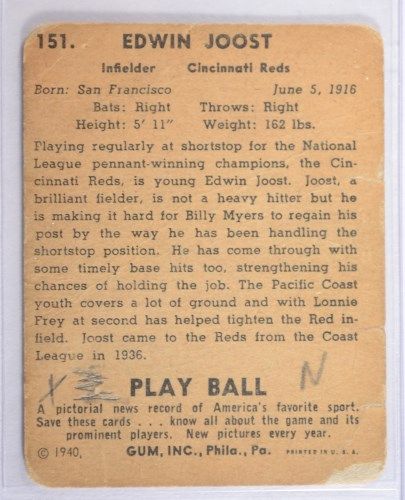 151. EDWIN JOOST
Infielder Cincinnati Reds
Born: San Francisco June 5, 1916
Bats: Right Throws: Right
Height: 5' 11" Weight: 162 lbs.
Playing regularly at shortstop for the National
League pennant-winning champions, the Cin-
cinnati Reds, is young Edwin Joost. Joost, a
brilliant fielder, is not a heavy hitter but he
is making it hard for Billy Myers to regain his
post by the way he has been handling the
shortstop position. He has come through with
some timely base hits too, strengthening his
chances of holding the job. The Pacific Coast
youth covers a lot of ground and with Lonnie
Frey at second has helped tighten the Red in-
field. Joost came to the Reds from the Coast
League in 1936.
X N
PLAY BALL
A pictorial news record of America's favorite sport.
Save these cards . . . know all about the game and its
prominent players. New pictures every year.
© 1940, GUM, INC., Phila., Pa. PRINTED IN U. S. A.